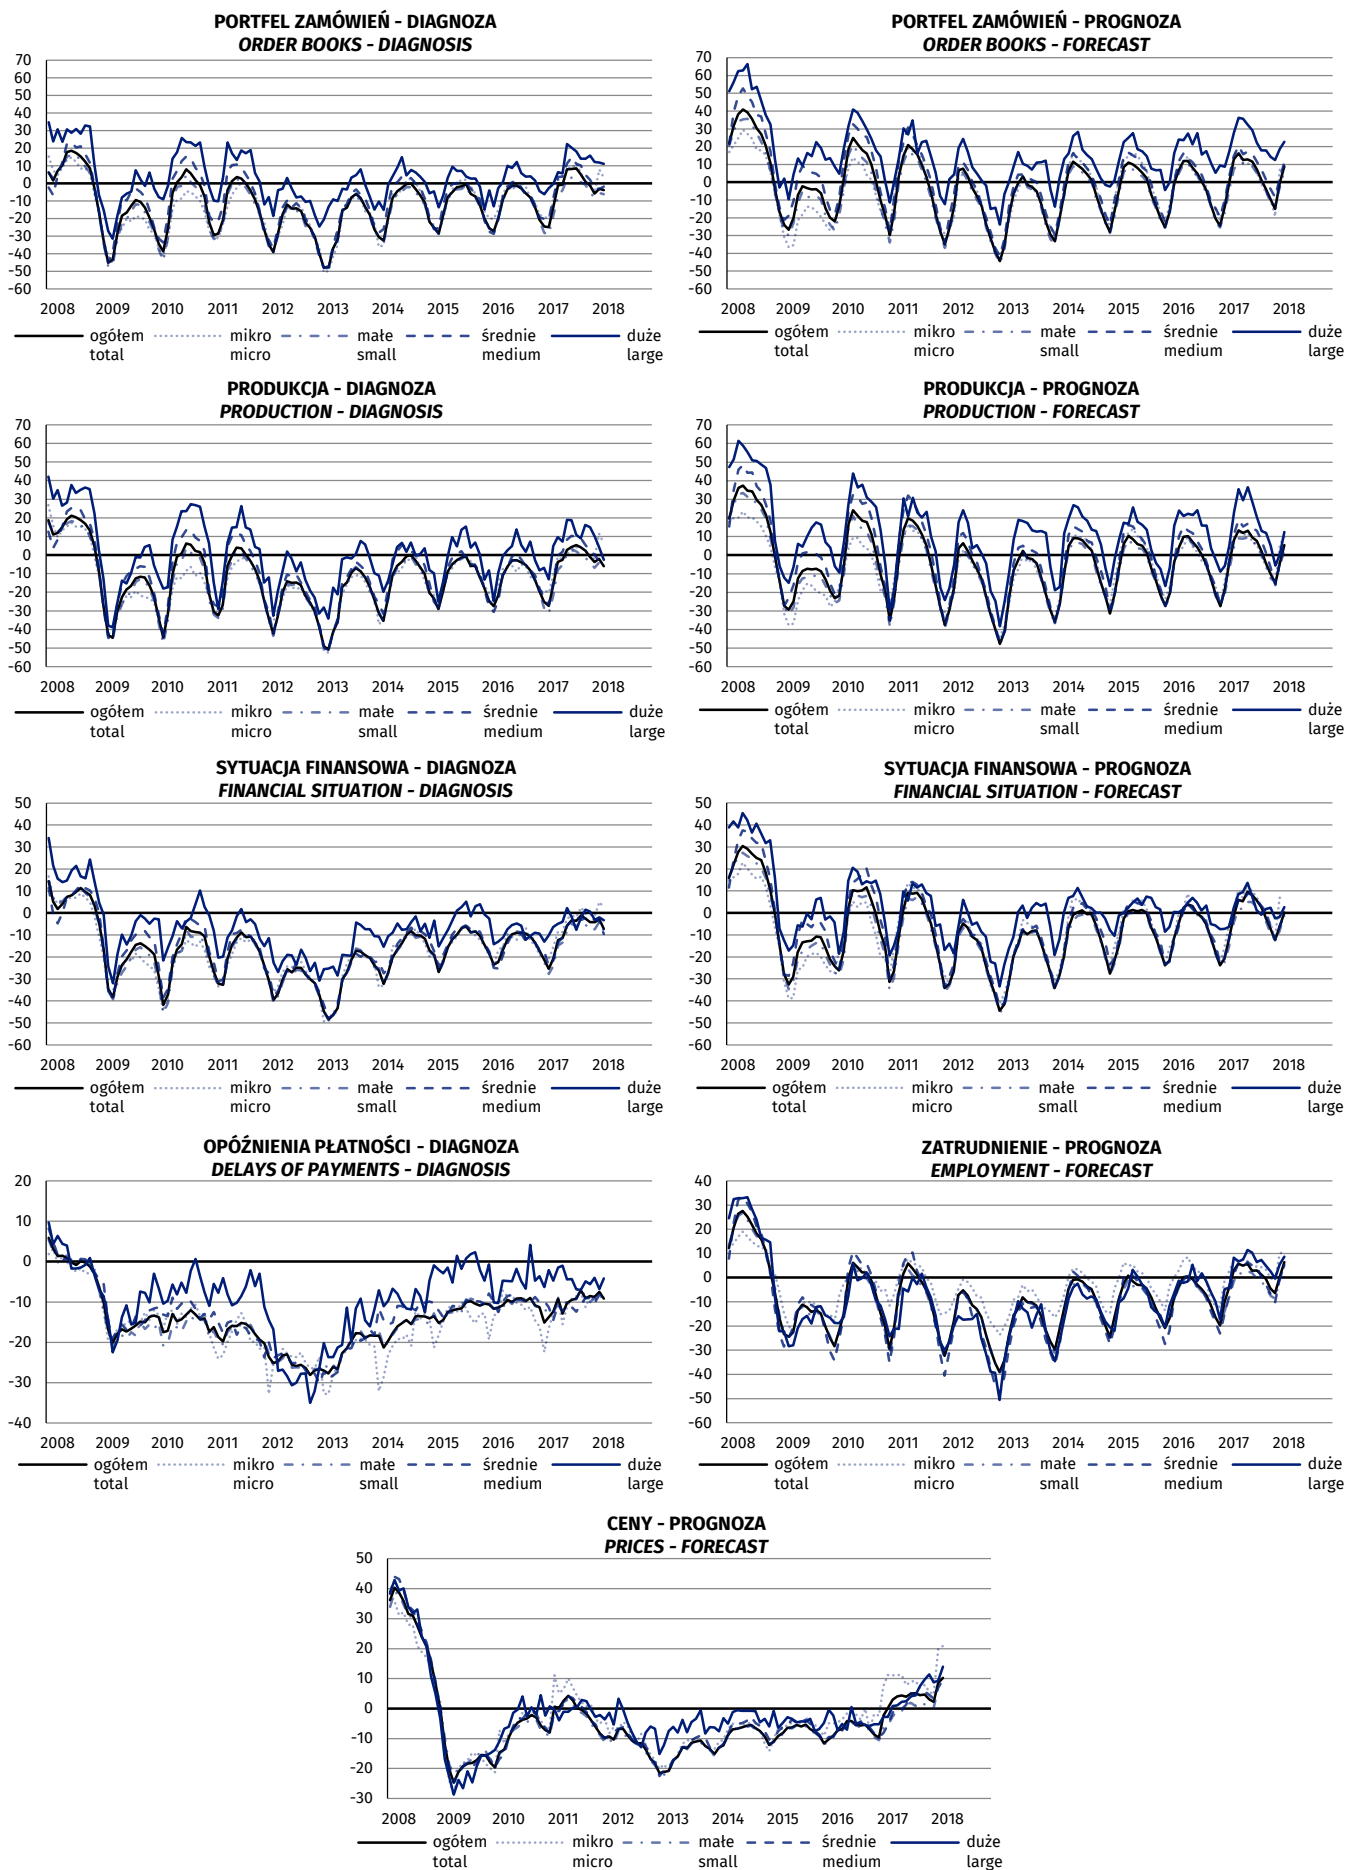 PORTFEL ZAMÓWIEŃ - DIAGNOZA
ORDER BOOKS - DIAGNOSIS
70
60
50
40
30
20
10
0
-10
-20
-30
-40
-50
-60
2008 2009 2010 2011 2012 2013 2014 2015 2016 2017 2018
ogółem mikro małe średnie duże
total micro small medium large
PORTFEL ZAMÓWIEŃ - PROGNOZA
ORDER BOOKS - FORECAST
70
60
50
40
30
20
10
0
-10
-20
-30
-40
-50
-60
2008 2009 2010 2011 2012 2013 2014 2015 2016 2017 2018
ogółem mikro małe średnie duże
total micro small medium large
PRODUKCJA - DIAGNOZA
PRODUCTION - DIAGNOSIS
70
60
50
40
30
20
10
0
-10
-20
-30
-40
-50
-60
2008 2009 2010 2011 2012 2013 2014 2015 2016 2017 2018
ogółem mikro małe średnie duże
total micro small medium large
PRODUKCJA - PROGNOZA
PRODUCTION - FORECAST
70
60
50
40
30
20
10
0
-10
-20
-30
-40
-50
-60
2008 2009 2010 2011 2012 2013 2014 2015 2016 2017 2018
ogółem mikro małe średnie duże
total micro small medium large
SYTUACJA FINANSOWA - DIAGNOZA
FINANCIAL SITUATION - DIAGNOSIS
50
40
30
20
10
0
-10
-20
-30
-40
-50
-60
2008 2009 2010 2011 2012 2013 2014 2015 2016 2017 2018
ogółem mikro małe średnie duże
total micro small medium large
SYTUACJA FINANSOWA - PROGNOZA
FINANCIAL SITUATION - FORECAST
50
40
30
20
10
0
-10
-20
-30
-40
-50
-60
2008 2009 2010 2011 2012 2013 2014 2015 2016 2017 2018
ogółem mikro małe średnie duże
total micro small medium large
OPÓŹNIENIA PŁATNOŚCI - DIAGNOZA
DELAYS OF PAYMENTS - DIAGNOSIS
20
10
0
-10
-20
-30
-40
2008 2009 2010 2011 2012 2013 2014 2015 2016 2017 2018
ogółem mikro małe średnie duże
total micro small medium large
ZATRUDNIENIE - PROGNOZA
EMPLOYMENT - FORECAST
40
30
20
10
0
-10
-20
-30
-40
-50
-60
2008 2009 2010 2011 2012 2013 2014 2015 2016 2017 2018
ogółem mikro małe średnie duże
total micro small medium large
CENY - PROGNOZA
PRICES - FORECAST
50
40
30
20
10
0
-10
-20
-30
2008 2009 2010 2011 2012 2013 2014 2015 2016 2017 2018
ogółem mikro małe średnie duże
total micro small medium large